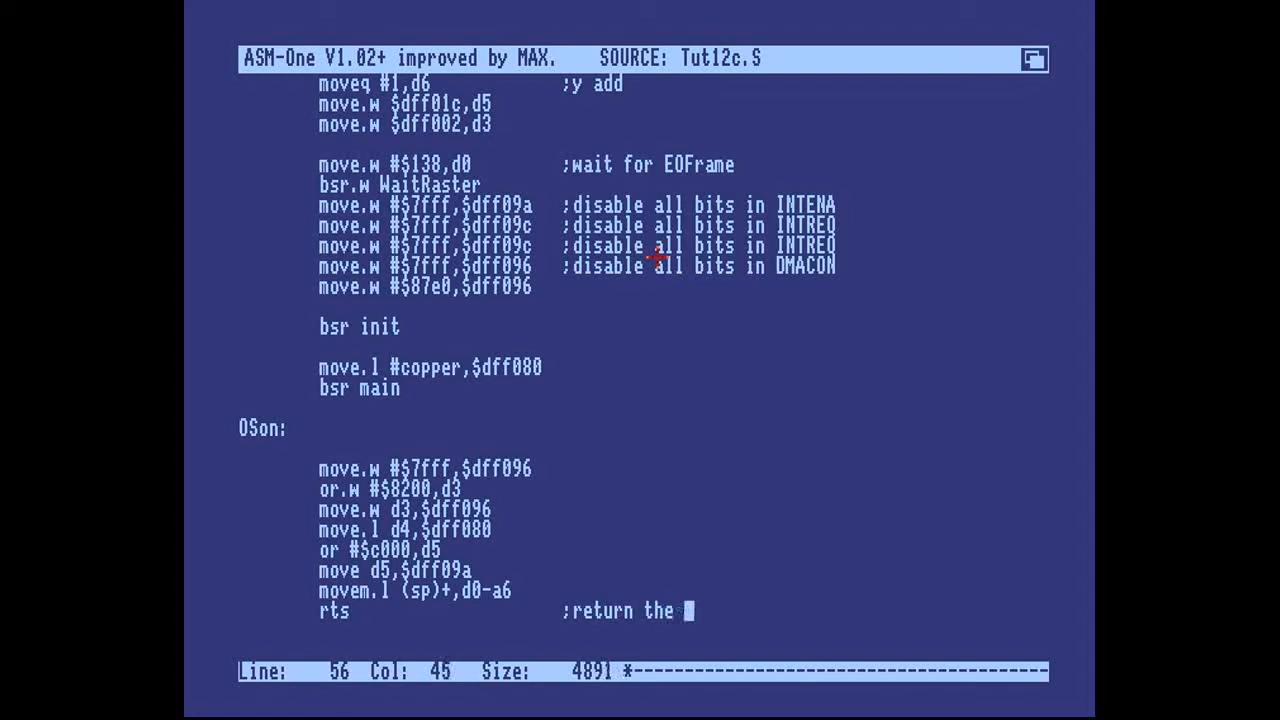 ASM-One V1.02+ improved by MAX. SOURCE: Tut12c.S
moveq #1,d6 ;y add
move.w $dff01c,d5
move.w $dff002,d3
move.w #$138,d0 ;wait for EOFrame
bsr.w WaitRaster
move.w #$7fff,$dff09a ;disable all bits in INTENA
move.w #$7fff,$dff09c ;disable all bits in INTREQ
move.w #$7fff,$dff09c ;disable all bits in INTREQ
move.w #$7fff,$dff096 ;disable all bits in DMACON
move.w #$87e0,$dff096
bsr init
move.l #copper,$dff080
bsr main
OSon:
move.w #$7fff,$dff096
or.w #$8200,d3
move.w d3,$dff096
move.l d4,$dff080
or #$c000,d5
move d5,$dff09a
movem.l (sp)+,d0-a6
rts ;return the
Line: 56 Col: 45 Size: 4891 *-----------------------------------------